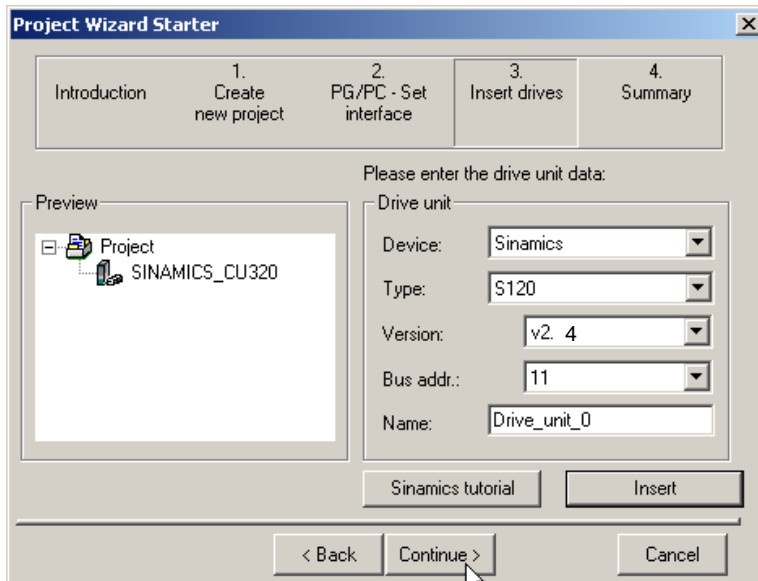 Project Wizard Starter
Introduction
1.
Create
new project
2.
PG/PC - Set
interface
3.
Insert drives
4.
Summary
Please enter the drive unit data:
Preview
Project
SINAMICS_CU320
Drive unit
Device: Sinamics
Type: S120
Version: v2. 4
Bus addr.: 11
Name: Drive_unit_0
Sinamics tutorial
Insert
< Back
Continue >
Cancel